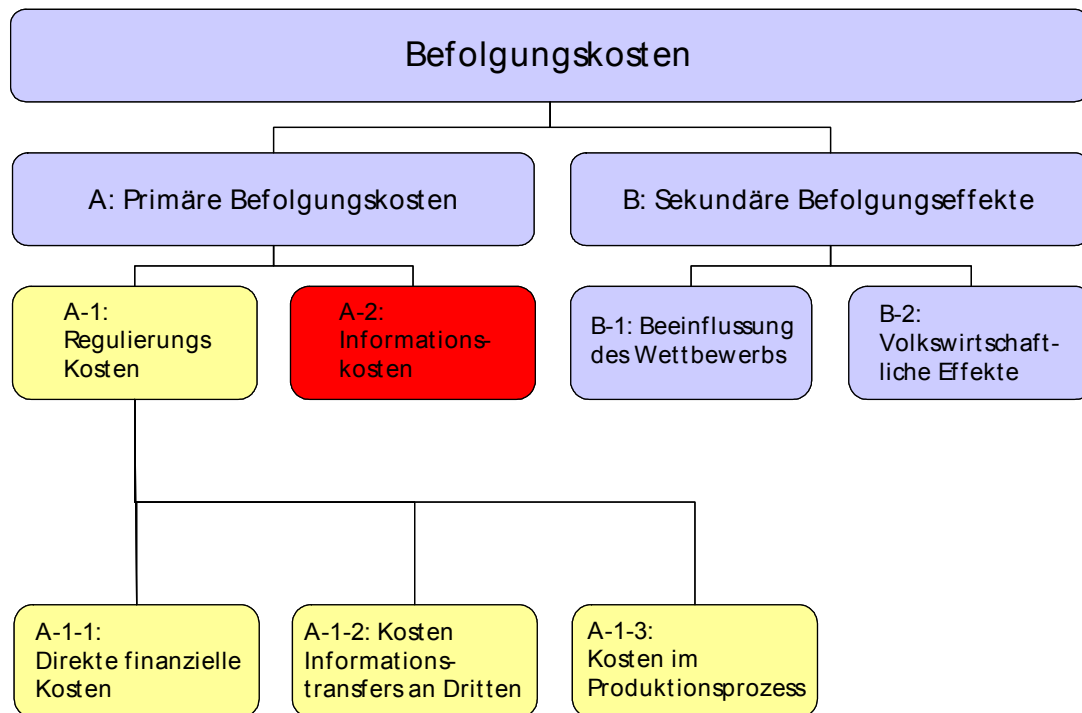 Befolgungskosten
A: Primäre Befolgungskosten
B: Sekundäre Befolgungseffekte
A-1:
Regulierungs
Kosten
A-2:
Informations-
kosten
B-1: Beeinflussung
des Wettbewerbs
B-2:
Volkswirtschaft-
liche Effekte
A-1-1:
Direkte finanzielle
Kosten
A-1-2: Kosten
Informations-
transfers an Dritten
A-1-3:
Kosten im
Produktionsprozess